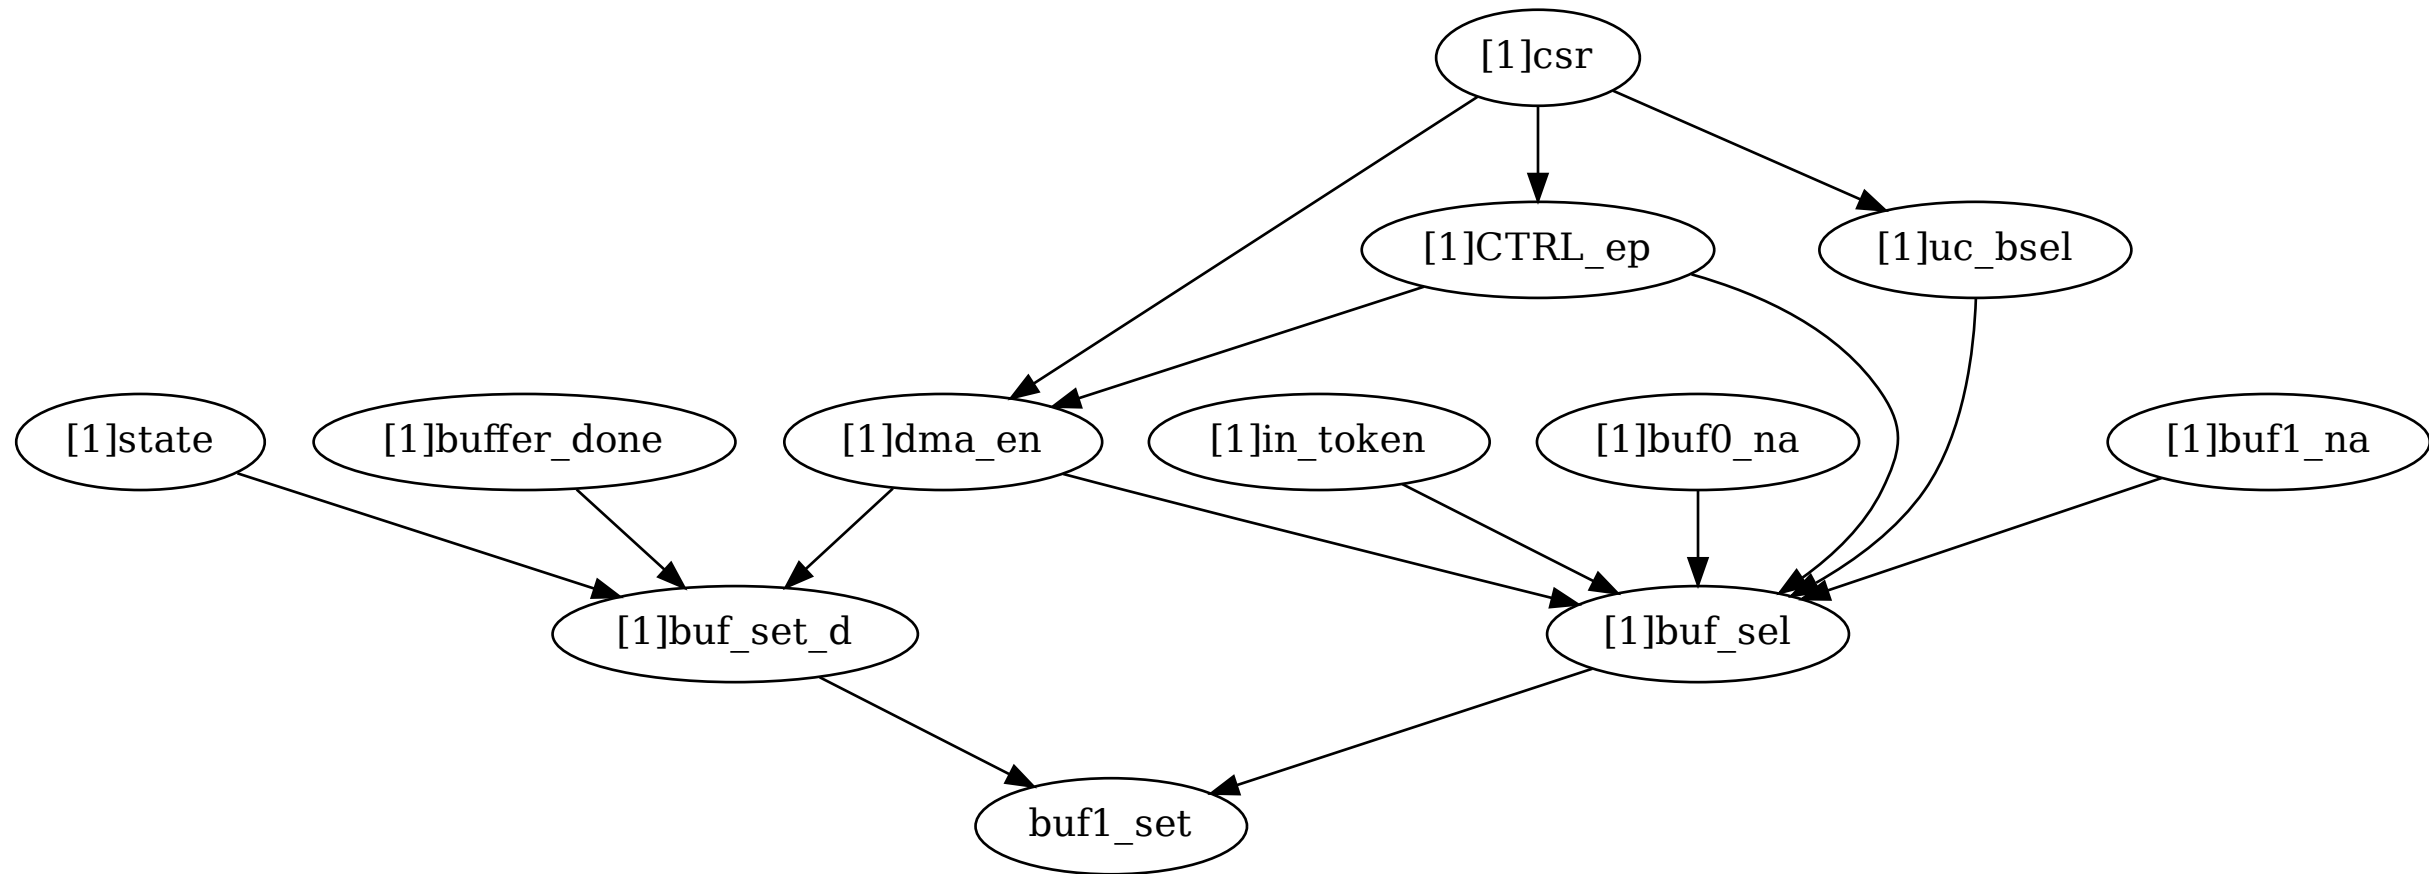 [1]csr
[1]CTRL_ep
[1]uc_bsel
[1]state
[1]buffer_done
[1]dma_en
[1]in_token
[1]buf0_na
[1]buf1_na
[1]buf_set_d
[1]buf_sel
buf1_set